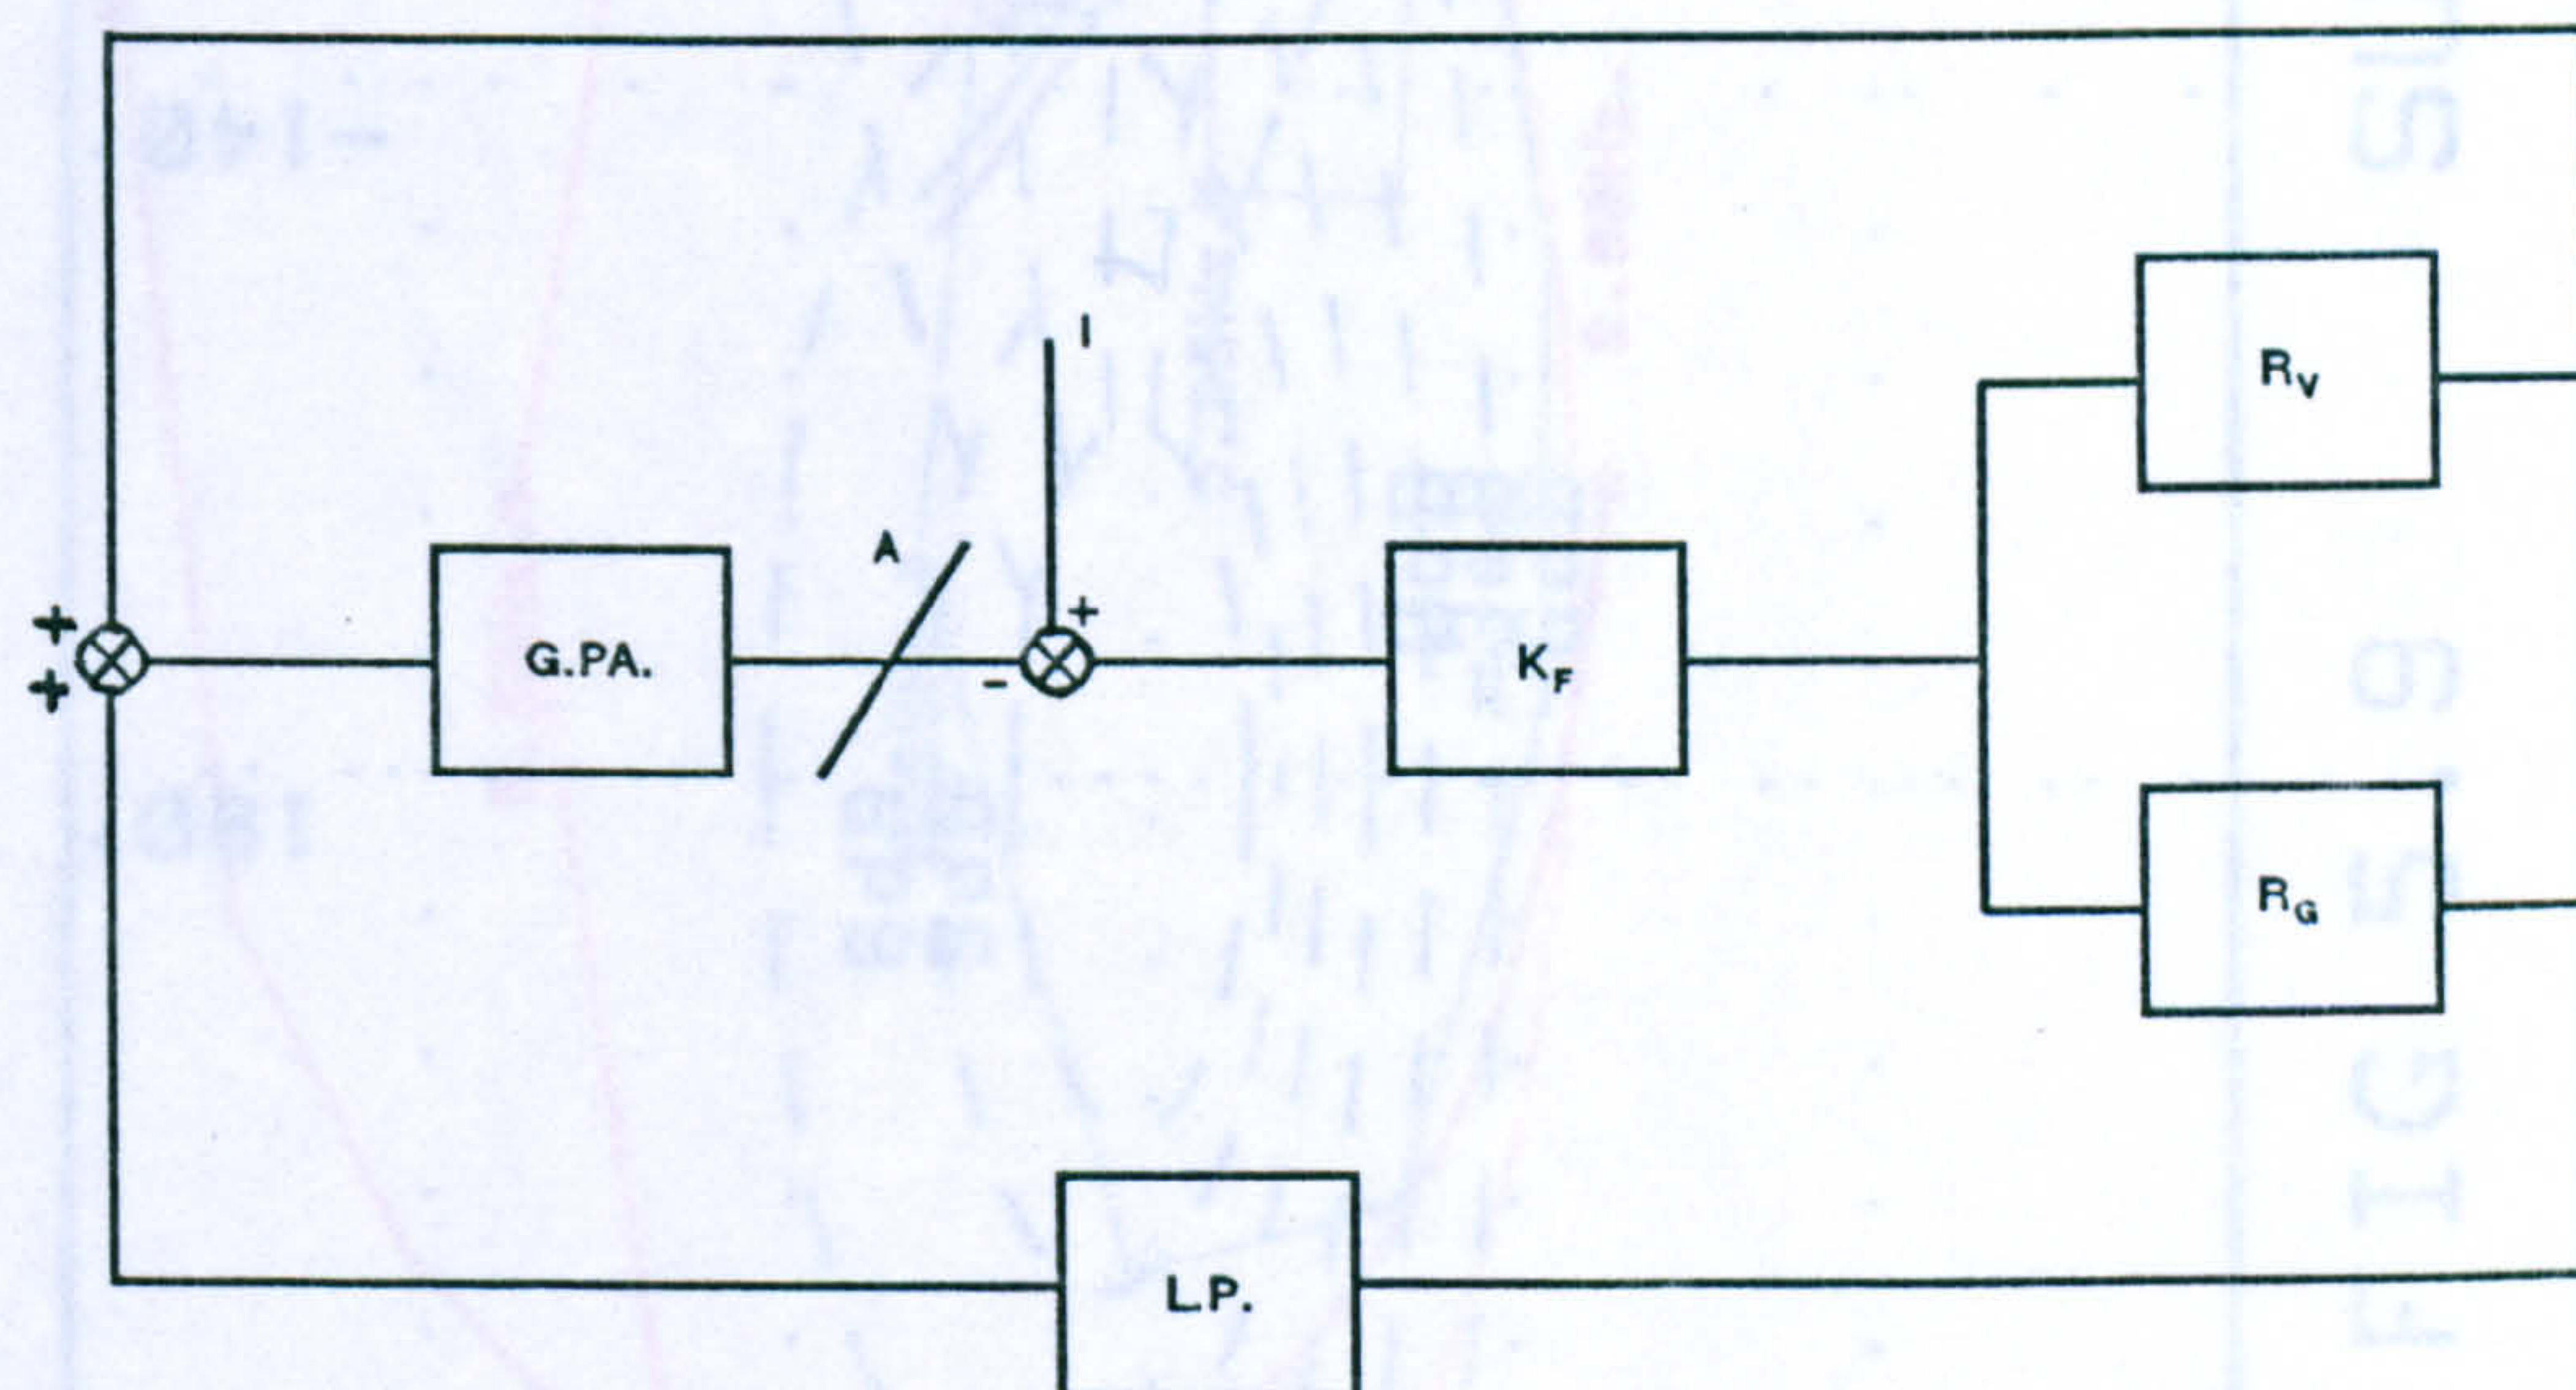 I
R_V
A
+
+
+
-
G.PA.
K_F
R_G
L.P.